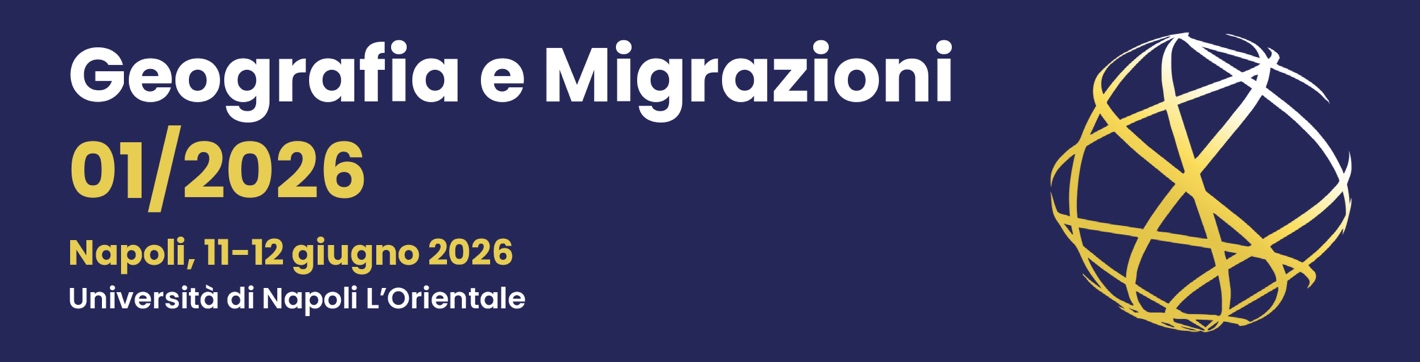 Geografia e Migrazioni
01/2026
Napoli, 11-12 giugno 2026
Università di Napoli L’Orientale